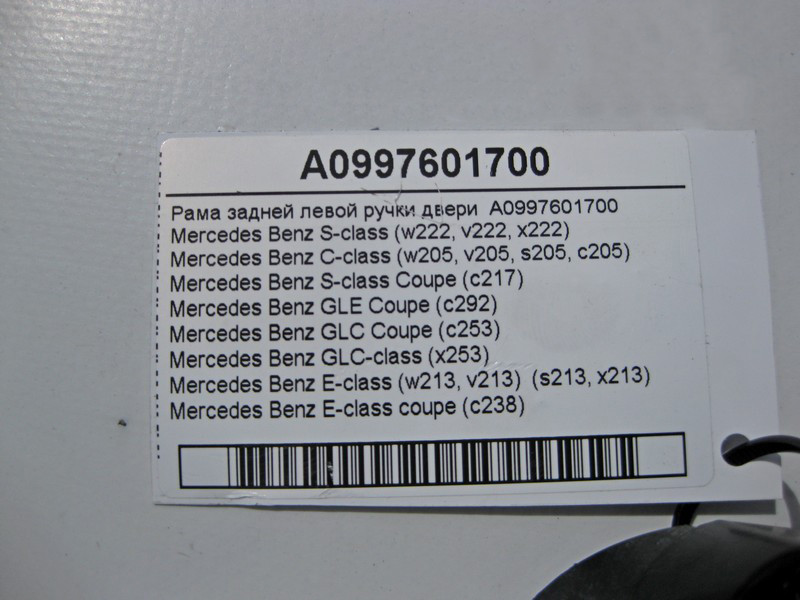 A0997601700
Рама задней левой ручки двери A0997601700
Mercedes Benz S-class (w222, v222, x222)
Mercedes Benz C-class (w205, v205, s205, c205)
Mercedes Benz S-class Coupe (c217)
Mercedes Benz GLE Coupe (c292)
Mercedes Benz GLC Coupe (c253)
Mercedes Benz GLC-class (x253)
Mercedes Benz E-class (w213, v213) (s213, x213)
Mercedes Benz E-class coupe (c238)